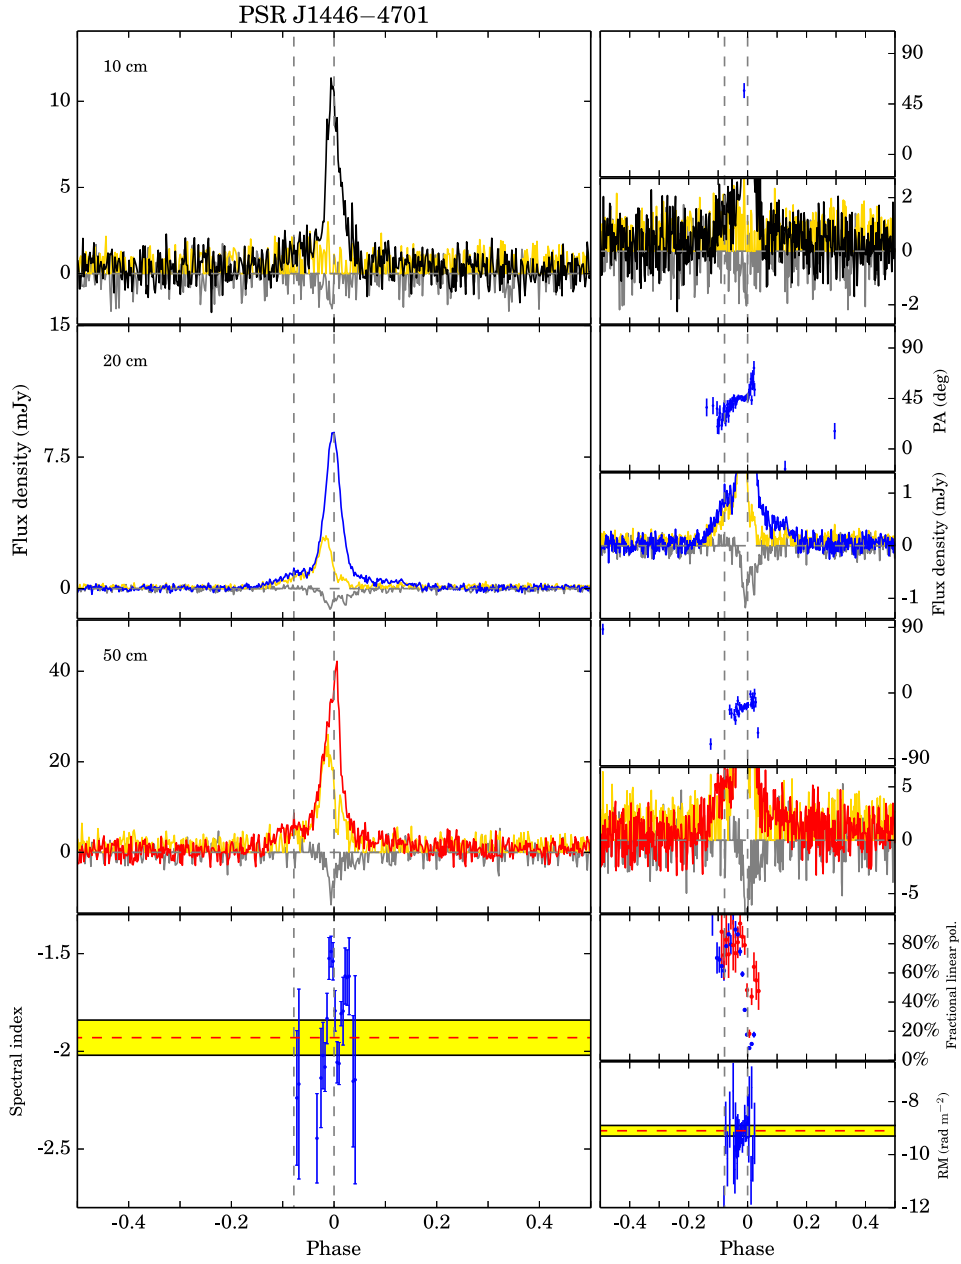 PSR J1446−4701
10 cm
10
5
0
90
45
0
2
0
-2
Flux density (mJy)
15
20 cm
7.5
0
90
45
0
PA (deg)
1
0
-1
Flux density (mJy)
50 cm
40
20
0
90
0
-90
5
0
-5
Spectral index
-1.5
-2
-2.5
80%
60%
40%
20%
0%
Fractional linear pol.
-8
-10
-12
RM (rad m⁻²)
-0.4 -0.2 0 0.2 0.4
Phase
-0.4 -0.2 0 0.2 0.4
Phase